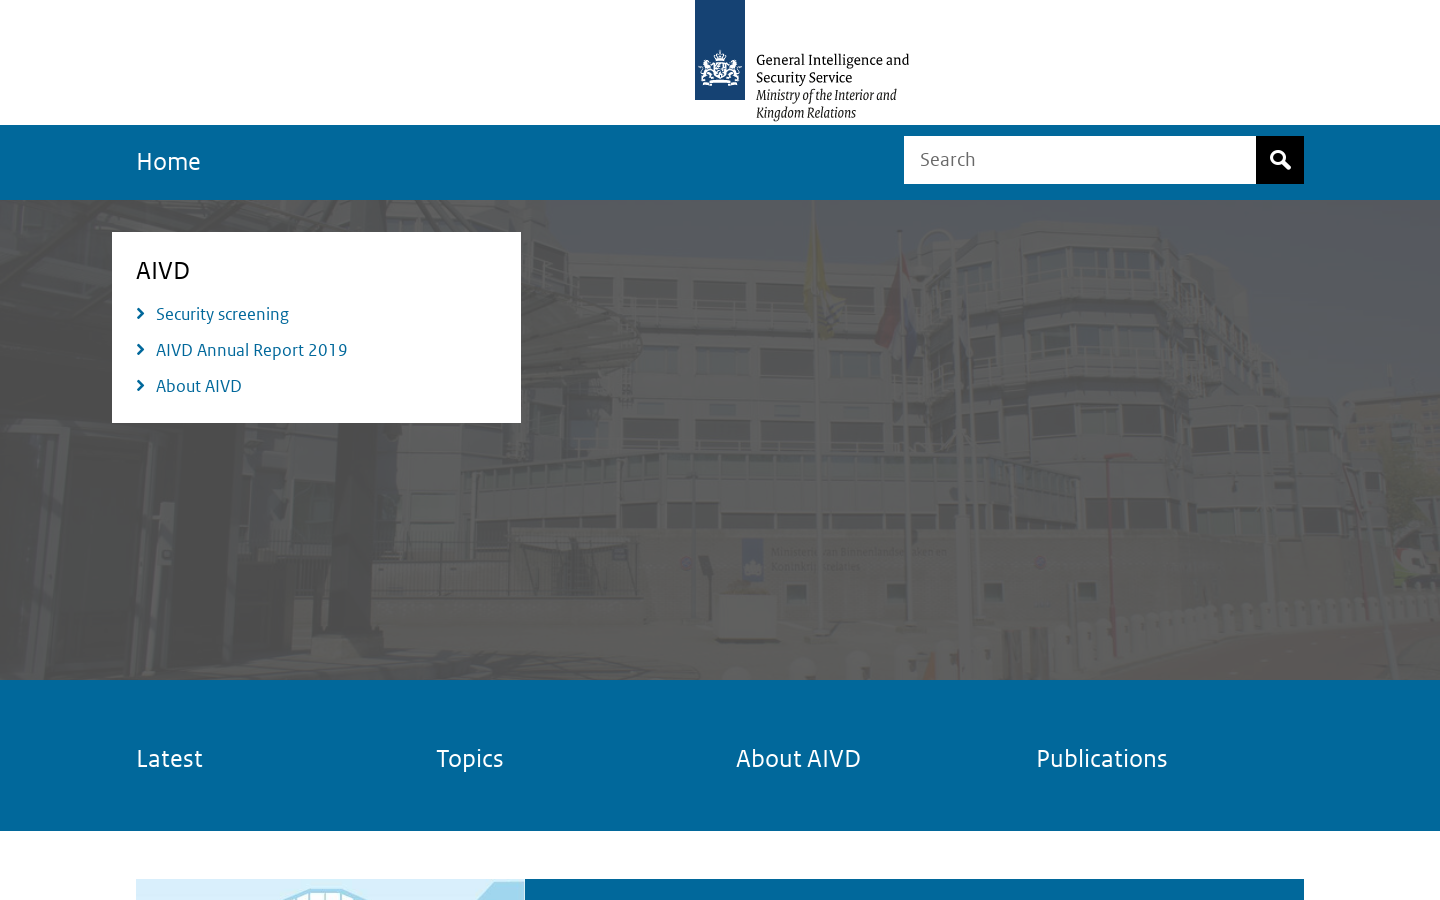 General Intelligence and
Security Service
Ministry of the Interior and
Kingdom Relations
Home
Search
AIVD
Security screening
AIVD Annual Report 2019
About AIVD
Latest
Topics
About AIVD
Publications